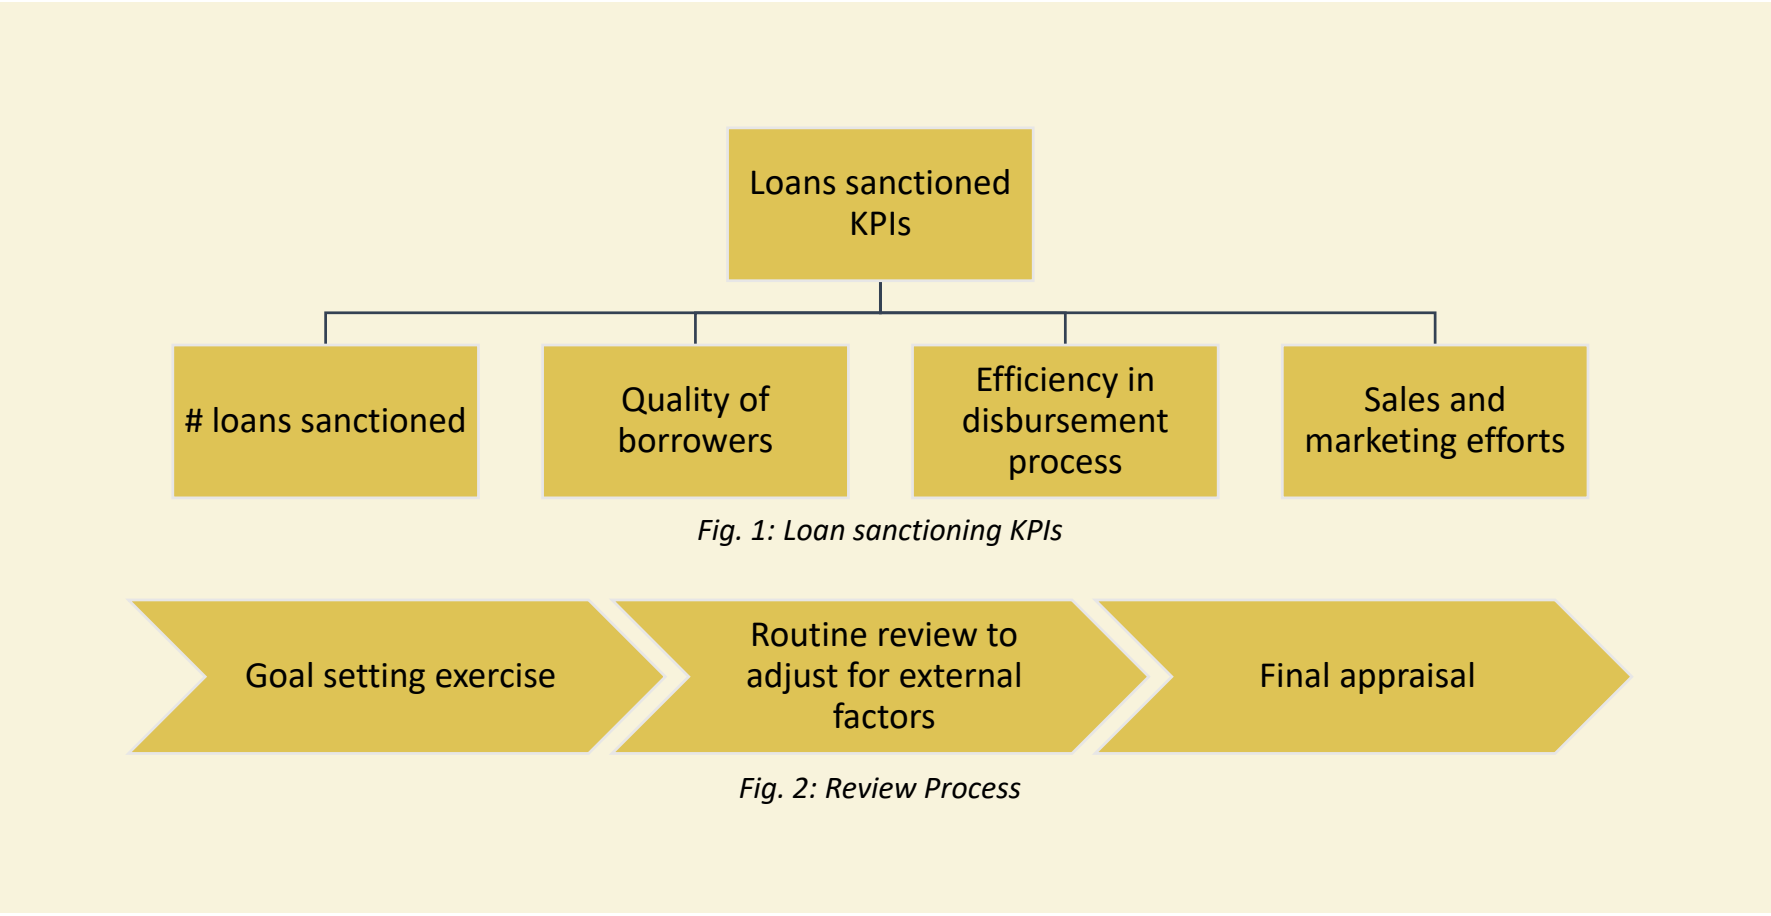 Loans sanctioned
KPIs
# loans sanctioned
Quality of
borrowers
Efficiency in
disbursement
process
Sales and
marketing efforts
Fig. 1: Loan sanctioning KPIs
Goal setting exercise
Routine review to
adjust for external
factors
Final appraisal
Fig. 2: Review Process